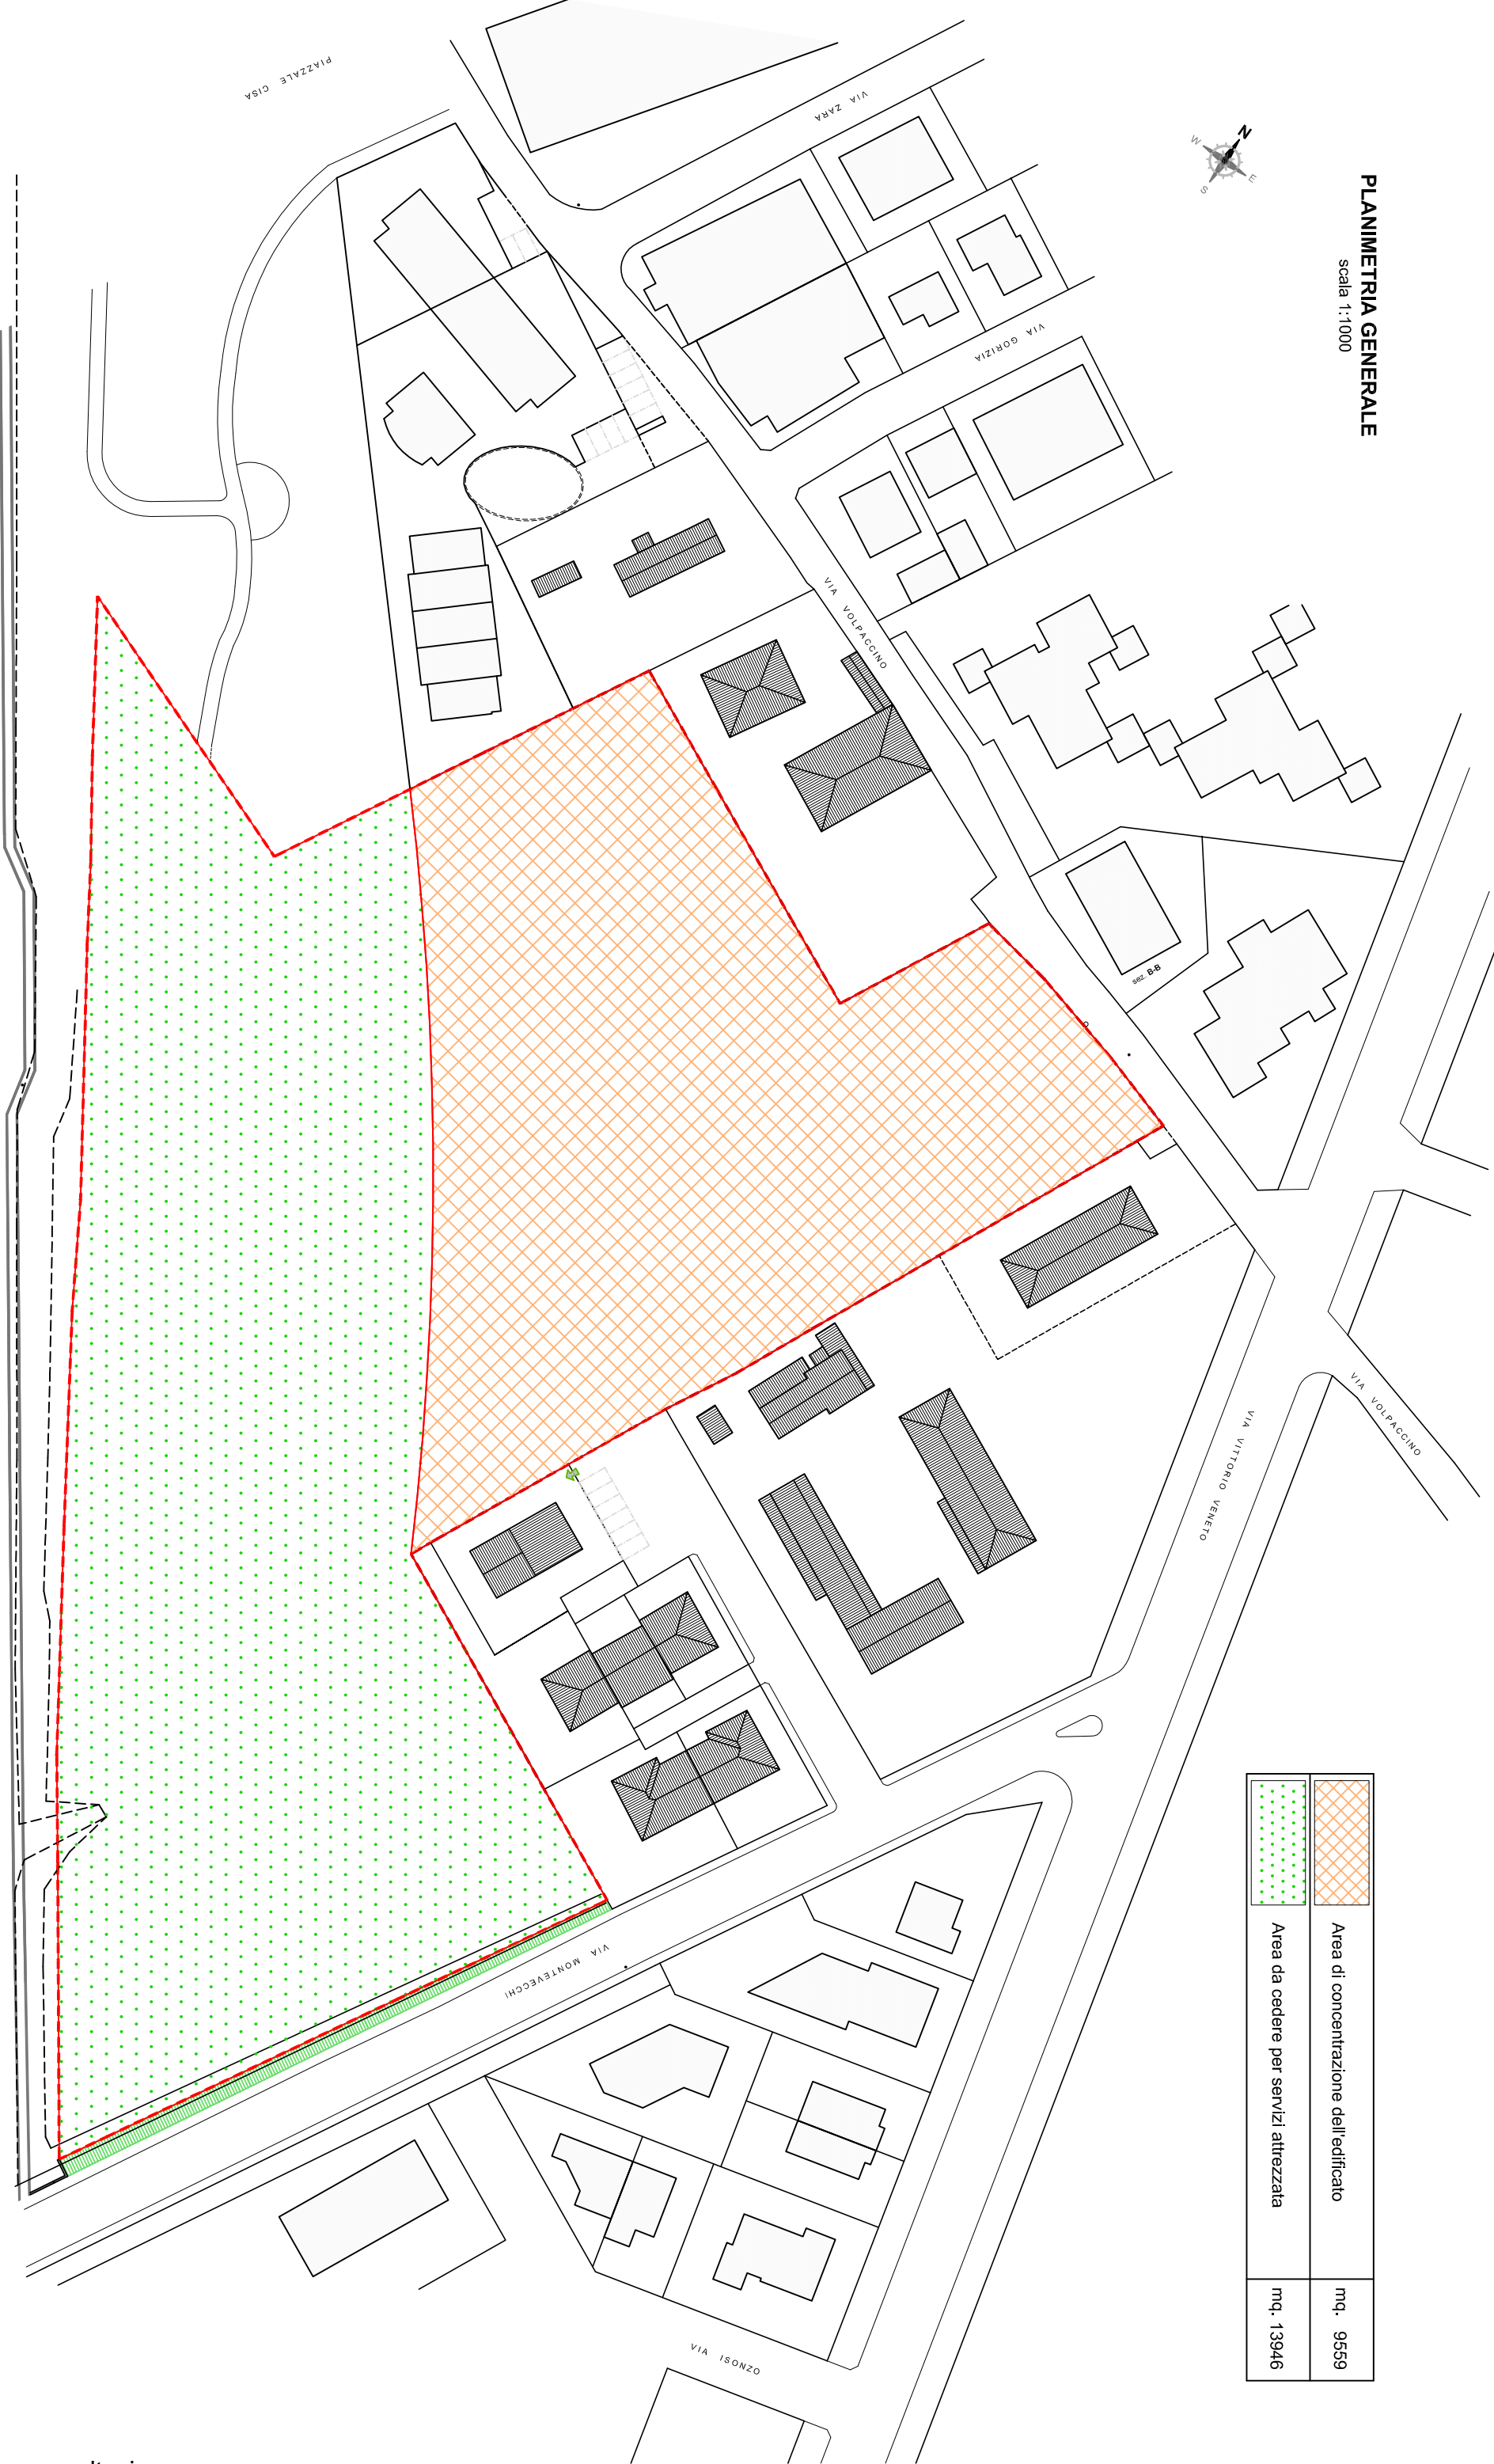 PLANIMETRIA GENERALE
scala 1:1000
N
E
S
W
PIAZZALE CISA
VIA ZARA
VIA GORIZIA
VIA VOLPACCINO
sez. B-B
VIA VOLPACCINO
VIA VITTORIO VENETO
VIA MONTEVECCHI
VIA ISONZO
Area di concentrazione dell'edificato mq. 9559
Area da cedere per servizi attrezzata mq. 13946